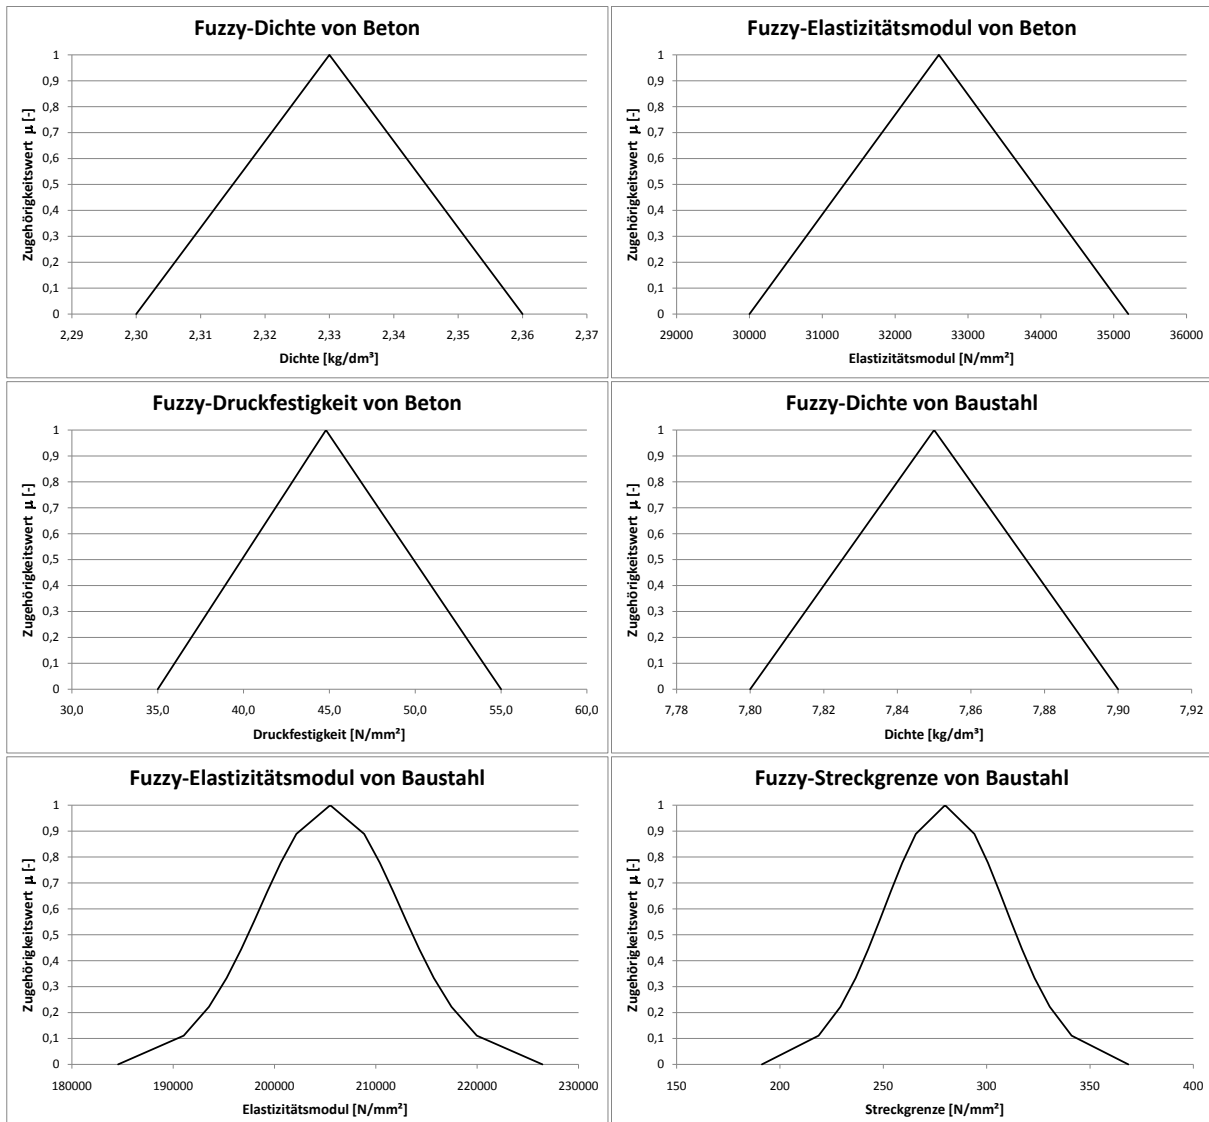 Fuzzy-Dichte von Beton
Zugehörigkeitswert µ [-]
1
0,9
0,8
0,7
0,6
0,5
0,4
0,3
0,2
0,1
0
2,29 2,30 2,31 2,32 2,33 2,34 2,35 2,36 2,37
Dichte [kg/dm³]
Fuzzy-Elastizitätsmodul von Beton
Zugehörigkeitswert µ [-]
1
0,9
0,8
0,7
0,6
0,5
0,4
0,3
0,2
0,1
0
29000 30000 31000 32000 33000 34000 35000 36000
Elastizitätsmodul [N/mm²]
Fuzzy-Druckfestigkeit von Beton
Zugehörigkeitswert µ [-]
1
0,9
0,8
0,7
0,6
0,5
0,4
0,3
0,2
0,1
0
30,0 35,0 40,0 45,0 50,0 55,0 60,0
Druckfestigkeit [N/mm²]
Fuzzy-Dichte von Baustahl
Zugehörigkeitswert µ [-]
1
0,9
0,8
0,7
0,6
0,5
0,4
0,3
0,2
0,1
0
7,78 7,80 7,82 7,84 7,86 7,88 7,90 7,92
Dichte [kg/dm³]
Fuzzy-Elastizitätsmodul von Baustahl
Zugehörigkeitswert µ [-]
1
0,9
0,8
0,7
0,6
0,5
0,4
0,3
0,2
0,1
0
180000 190000 200000 210000 220000 230000
Elastizitätsmodul [N/mm²]
Fuzzy-Streckgrenze von Baustahl
Zugehörigkeitswert µ [-]
1
0,9
0,8
0,7
0,6
0,5
0,4
0,3
0,2
0,1
0
150 200 250 300 350 400
Streckgrenze [N/mm²]